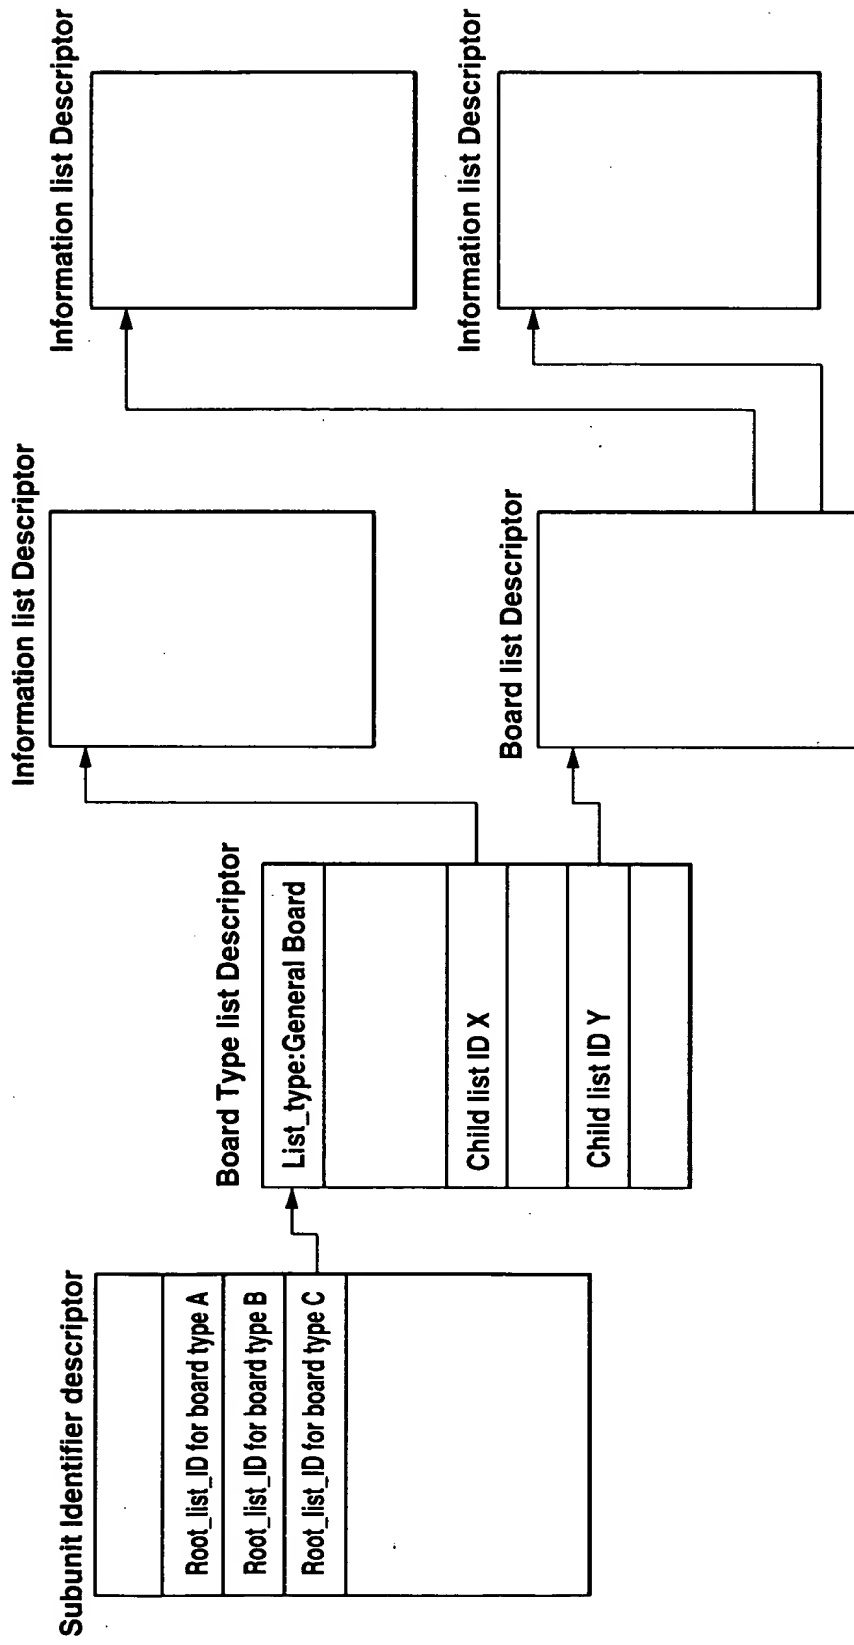 Subunit Identifier descriptor
Root_list_ID for board type A
Root_list_ID for board type B
Root_list_ID for board type C
Board Type list Descriptor
List_type:General Board
Child list ID X
Child list ID Y
Information list Descriptor
Board list Descriptor
Information list Descriptor
Information list Descriptor